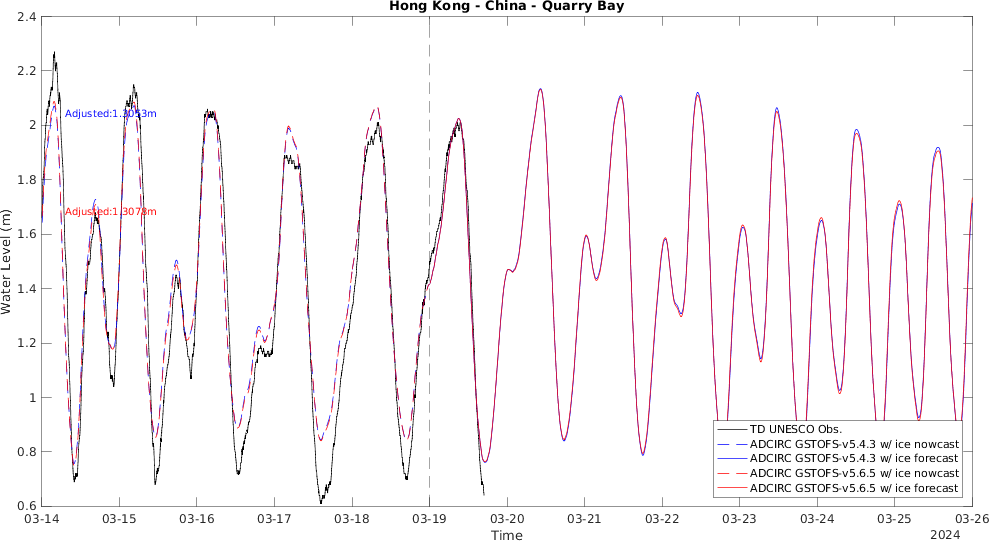 Hong Kong - China - Quarry Bay
Water Level (m)
2.4
2.2
2
1.8
1.6
1.4
1.2
1
0.8
0.6
Adjusted:1.3053m
Adjusted:1.3078m
TD UNESCO Obs.
ADCIRC GSTOFS-v5.4.3 w/ ice nowcast
ADCIRC GSTOFS-v5.4.3 w/ ice forecast
ADCIRC GSTOFS-v5.6.5 w/ ice nowcast
ADCIRC GSTOFS-v5.6.5 w/ ice forecast
03-14 03-15 03-16 03-17 03-18 03-19 03-20 03-21 03-22 03-23 03-24 03-25 03-26
Time
2024